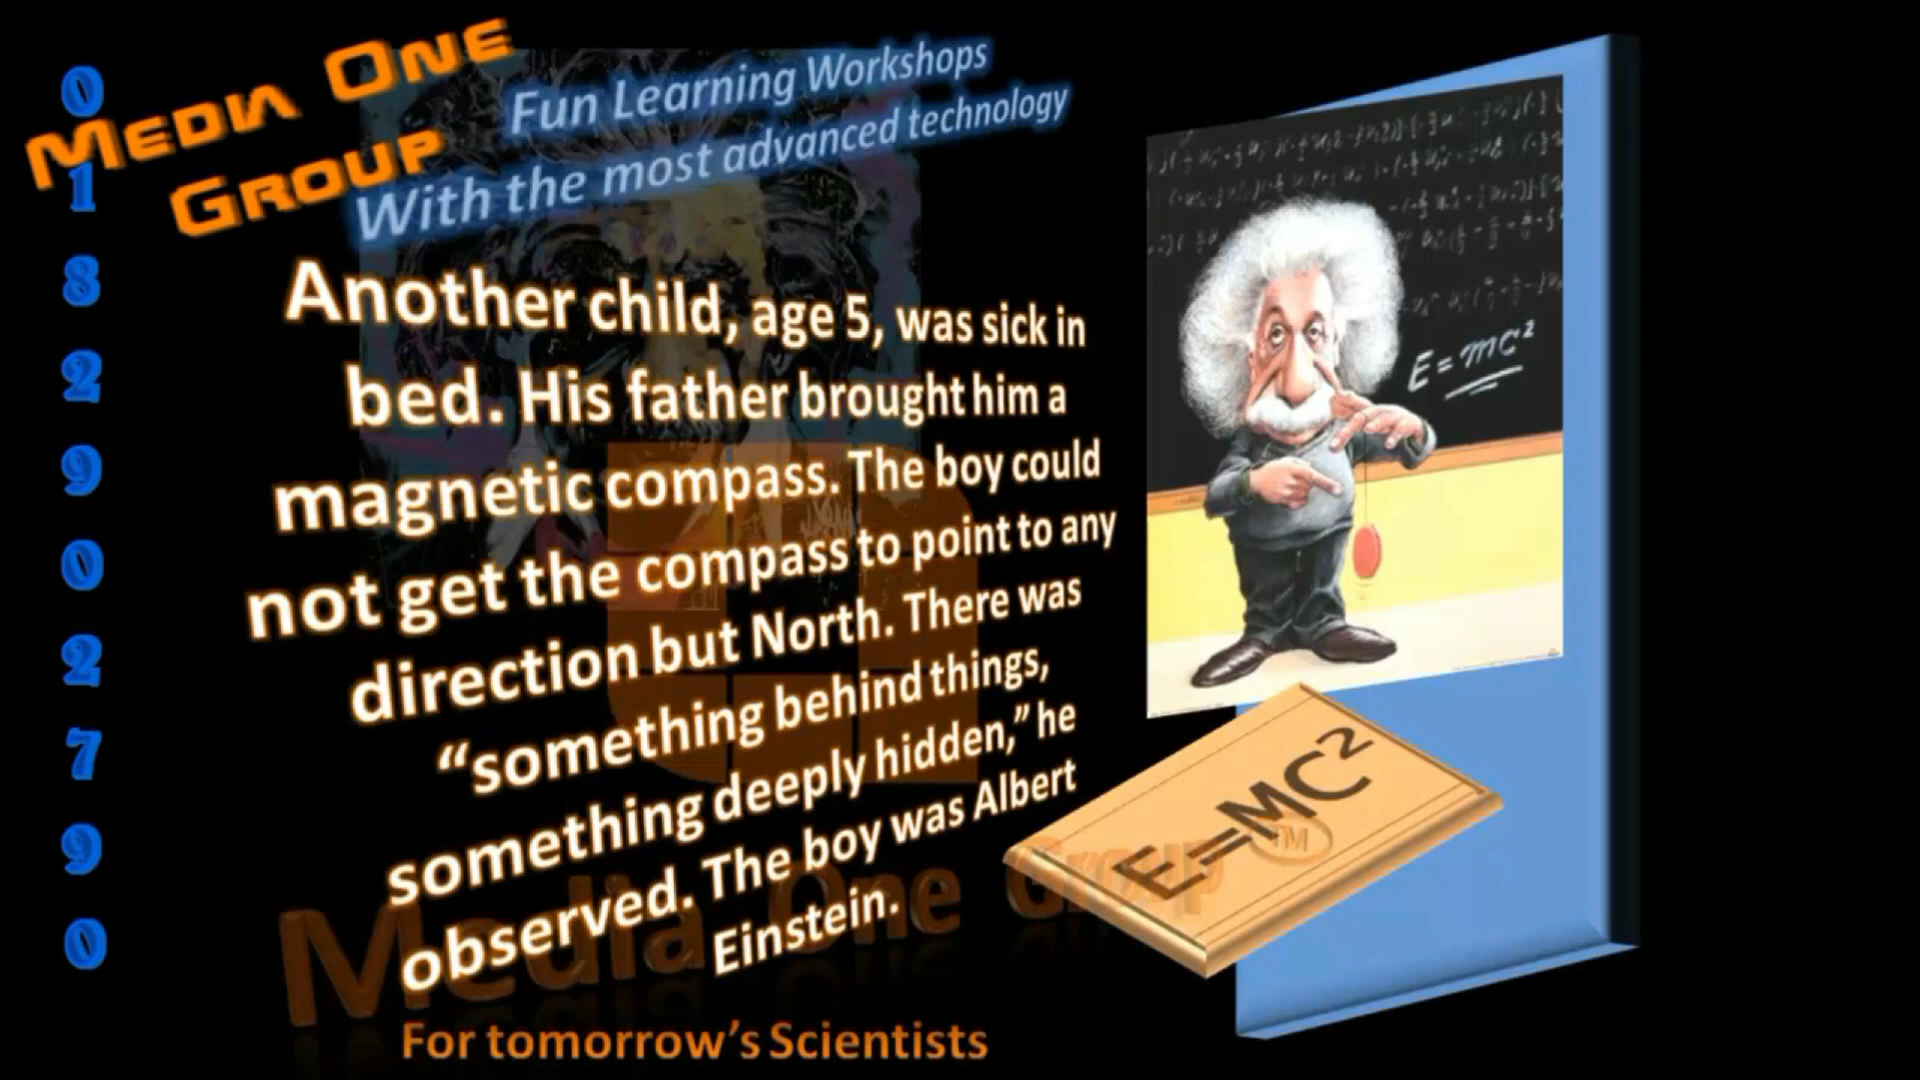 Media One
Group
Fun Learning Workshops
With the most advanced technology
0
1
8
2
9
0
2
7
9
0
Another child, age 5, was sick in
bed. His father brought him a
magnetic compass. The boy could
not get the compass to point to any
direction but North. There was
“something behind things,
something deeply hidden,” he
observed. The boy was Albert
Einstein.
E=mc²
E=MC²
Media One Group TM
For tomorrow’s Scientists